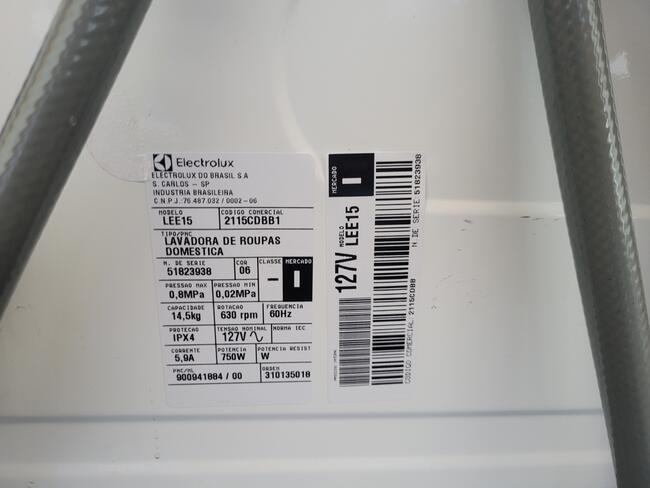 Electrolux
ELECTROLUX DO BRASIL S.A
S. CARLOS - SP
INDUSTRIA BRASILEIRA
C.N.P.J.:76.487.032/0002-06
MODELO CODIGO COMERCIAL
LEE15 2115CDBB1
TIPO/PNC
LAVADORA DE ROUPAS
DOMESTICA
N. DE SERIE COR CLASSE MERCADO
51823938 06 — I
PRESSAO MAX PRESSAO MIN
0,8MPa 0,02MPa
CAPACIDADE ROTACAO FREQUENCIA
14,5kg 630 rpm 60Hz
PROTECAO TENSAO NOMINAL NORMA IEC
IPX4 127V ~
CORRENTE POTENCIA POTENCIA RESIST
5,9A 750W W
PNC/ML ORDEN
900941884 / 00 310135018
MERCADO
I
127V MODELO LEE15
N. DE SERIE 51823938
CODIGO COMERCIAL 2115CDBB